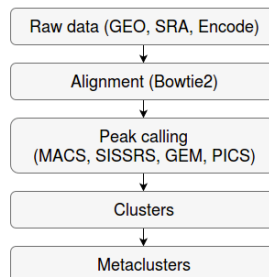 Raw data (GEO, SRA, Encode)
Alignment (Bowtie2)
Peak calling
(MACS, SISSRS, GEM, PICS)
Clusters
Metaclusters